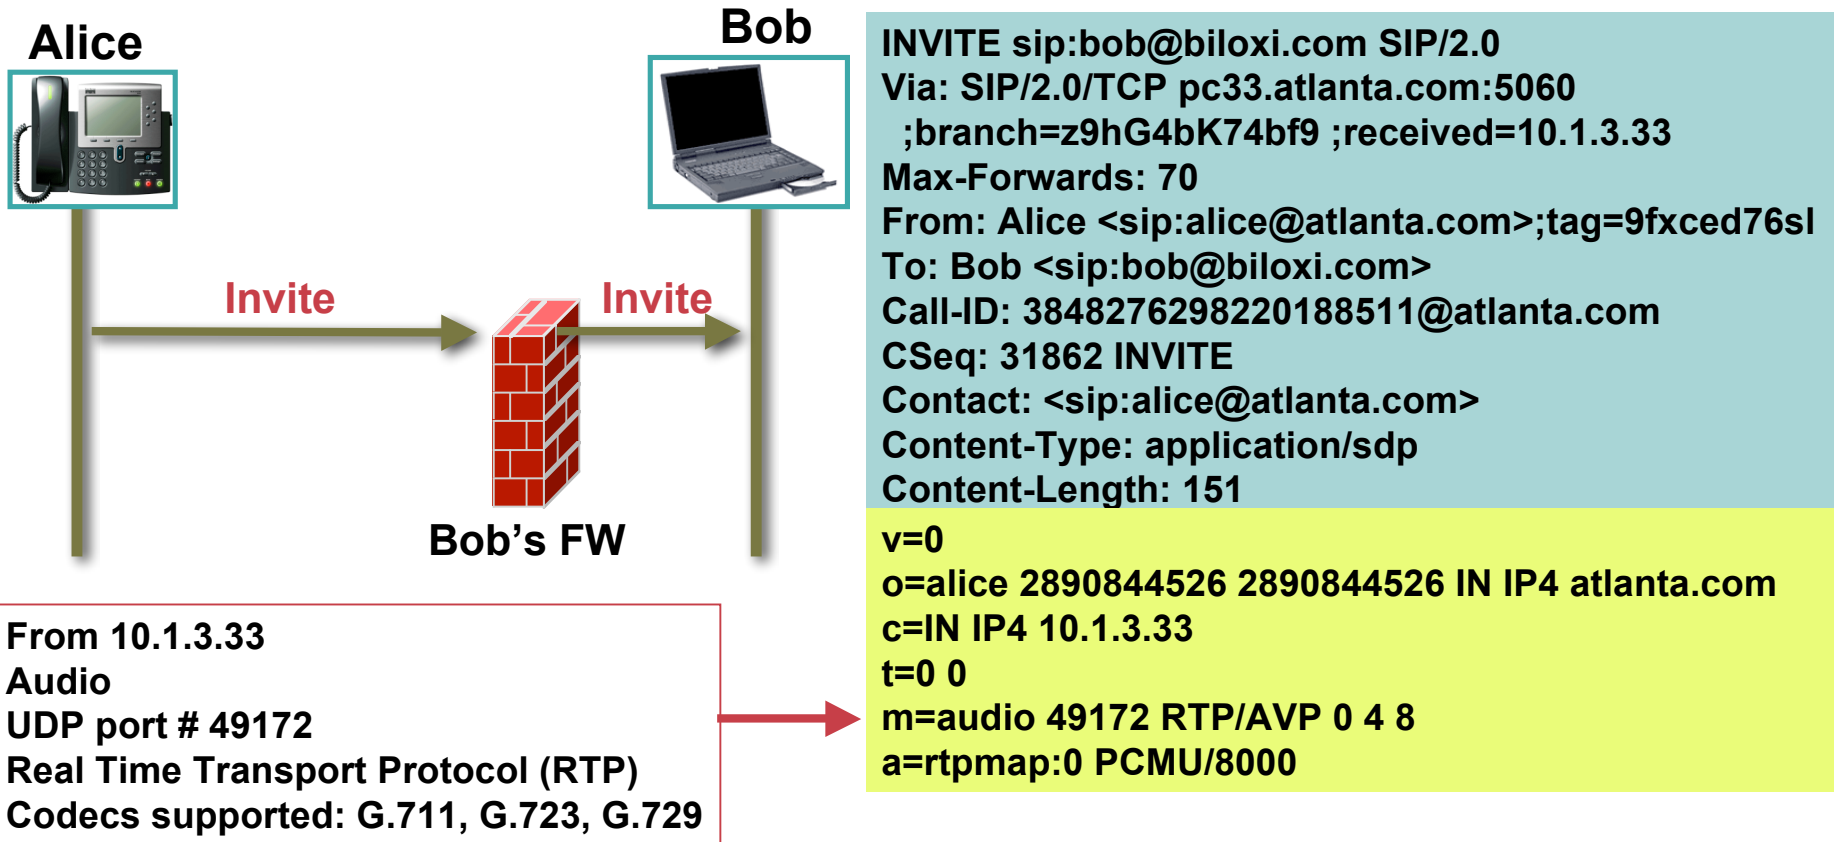 Alice
Bob
Invite
Invite
Bob's FW
From 10.1.3.33
Audio
UDP port # 49172
Real Time Transport Protocol (RTP)
Codecs supported: G.711, G.723, G.729
INVITE sip:bob@biloxi.com SIP/2.0
Via: SIP/2.0/TCP pc33.atlanta.com:5060
;branch=z9hG4bK74bf9 ;received=10.1.3.33
Max-Forwards: 70
From: Alice <sip:alice@atlanta.com>;tag=9fxced76sl
To: Bob <sip:bob@biloxi.com>
Call-ID: 3848276298220188511@atlanta.com
CSeq: 31862 INVITE
Contact: <sip:alice@atlanta.com>
Content-Type: application/sdp
Content-Length: 151
v=0
o=alice 2890844526 2890844526 IN IP4 atlanta.com
c=IN IP4 10.1.3.33
t=0 0
m=audio 49172 RTP/AVP 0 4 8
a=rtpmap:0 PCMU/8000